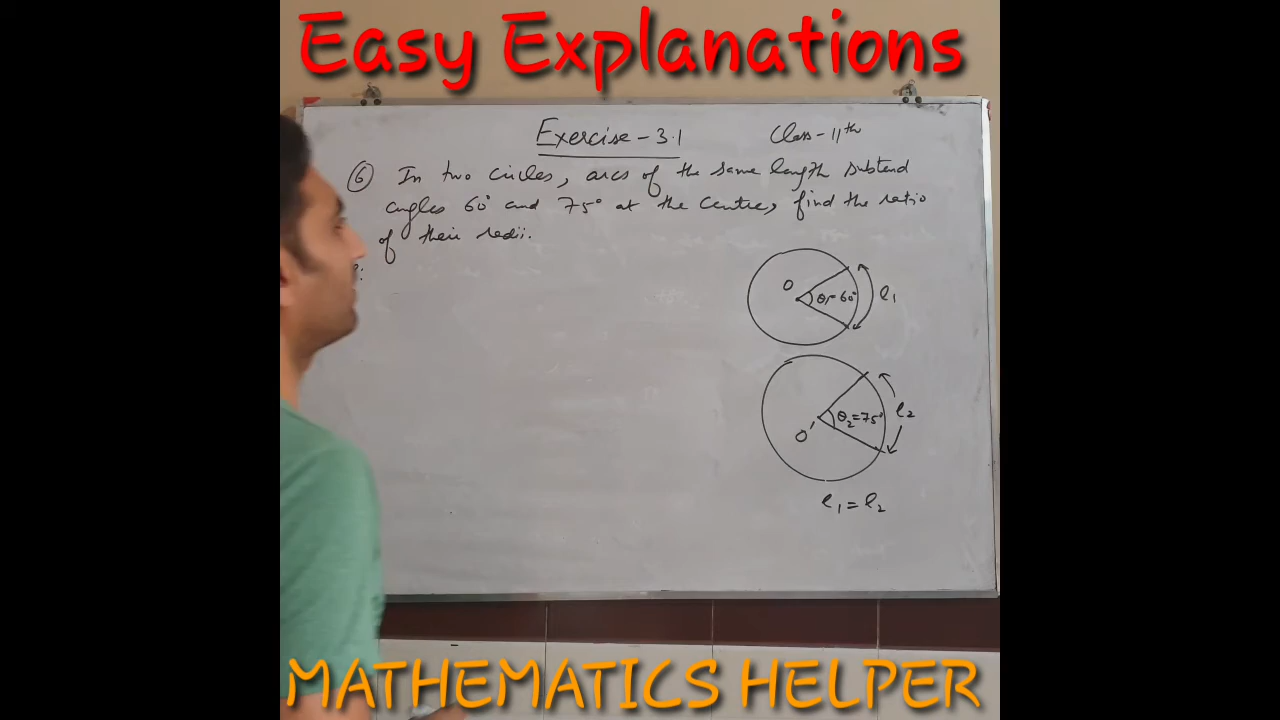 Easy Explanations
Exercise - 3.1
Class - 11th
⑥ In two circles, arcs of the same length subtend
angles 60° and 75° at the centre, find the ratio
of their radii.
O
θ₁=60°
l₁
O'
θ₂=75°
l₂
l₁ = l₂
MATHEMATICS HELPER